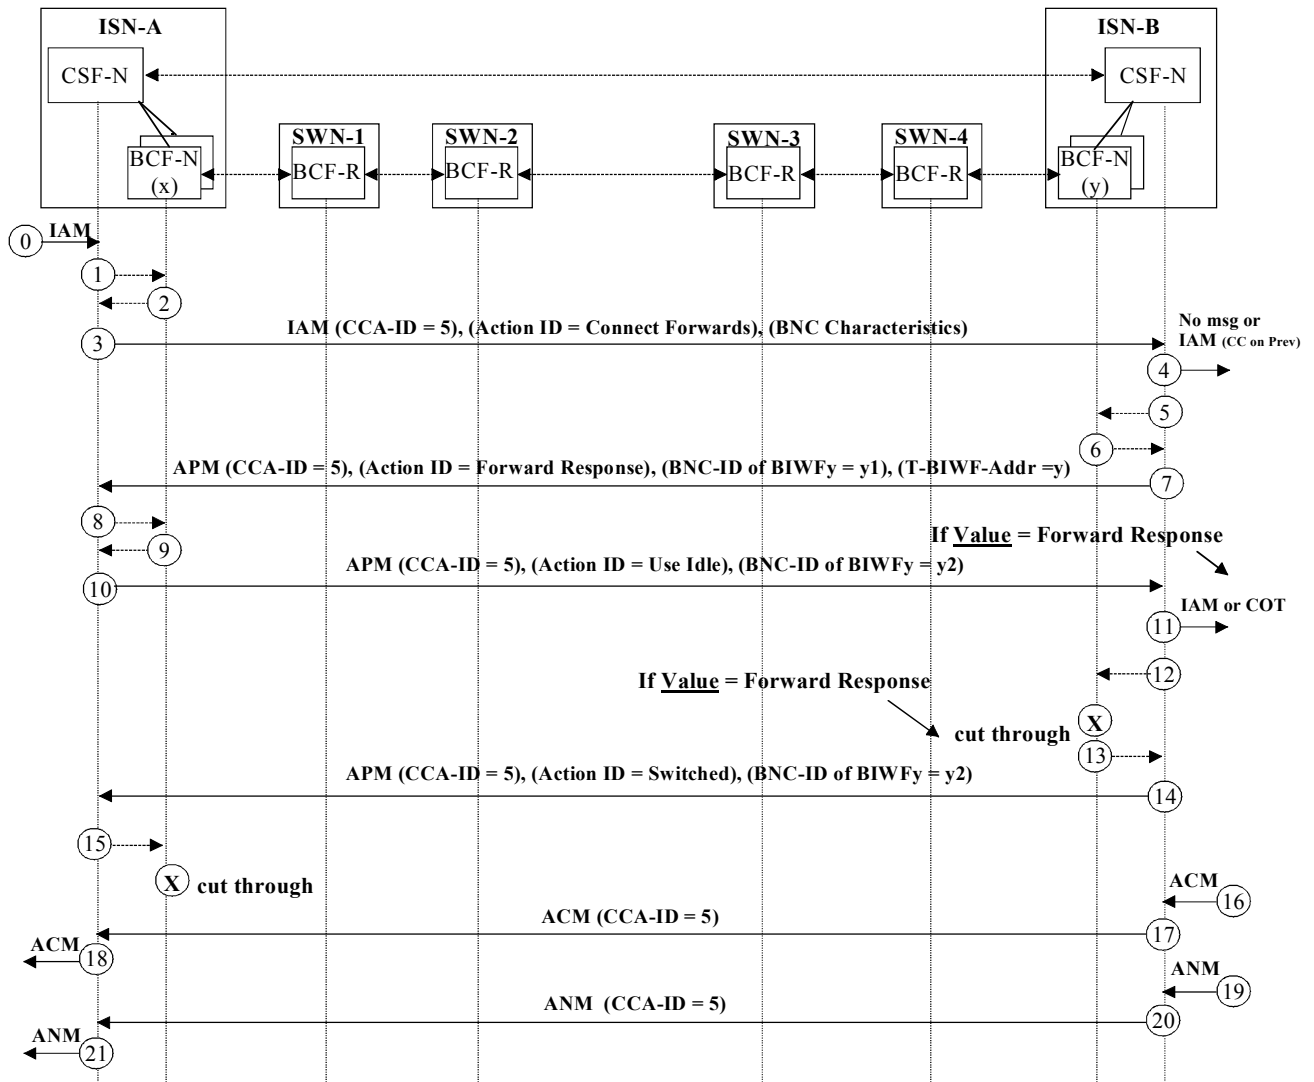 ISN-A
ISN-B
CSF-N
CSF-N
SWN-1
SWN-2
SWN-3
SWN-4
BCF-N
(x)
BCF-R
BCF-R
BCF-R
BCF-R
BCF-N
(y)
0
IAM
1
2
IAM (CCA-ID = 5), (Action ID = Connect Forwards), (BNC Characteristics)
3
No msg or
IAM (CC on Prev)
4
5
6
APM (CCA-ID = 5), (Action ID = Forward Response), (BNC-ID of BIWFy = y1), (T-BIWF-Addr =y)
7
8
9
If Value = Forward Response
APM (CCA-ID = 5), (Action ID = Use Idle), (BNC-ID of BIWFy = y2)
10
IAM or COT
11
12
If Value = Forward Response
X
cut through
13
APM (CCA-ID = 5), (Action ID = Switched), (BNC-ID of BIWFy = y2)
14
15
X cut through
ACM
16
ACM (CCA-ID = 5)
17
ACM
18
ANM
19
ANM (CCA-ID = 5)
20
ANM
21